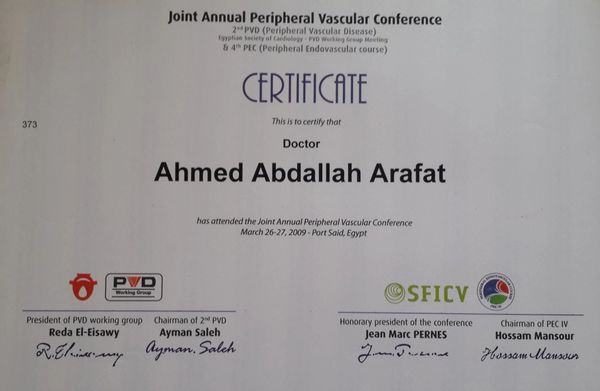 Joint Annual Peripheral Vascular Conference
2nd PVD (Peripheral Vascular Disease)
Egyptian Society of Cardiology - PVD Working Group Meeting
& 4th PEC (Peripheral Endovascular course)
CERTIFICATE
This is to certify that
373
Doctor
Ahmed Abdallah Arafat
has attended the Joint Annual Peripheral Vascular Conference
March 26-27, 2009 - Port Said, Egypt
PVD
Working Group
SFICV
PEC IV
President of PVD working group
Reda El-Eisawy
Chairman of 2nd PVD
Ayman Saleh
Ayman. Saleh
Honorary president of the conference
Jean Marc PERNES
Chairman of PEC IV
Hossam Mansour
Hossam Mansour